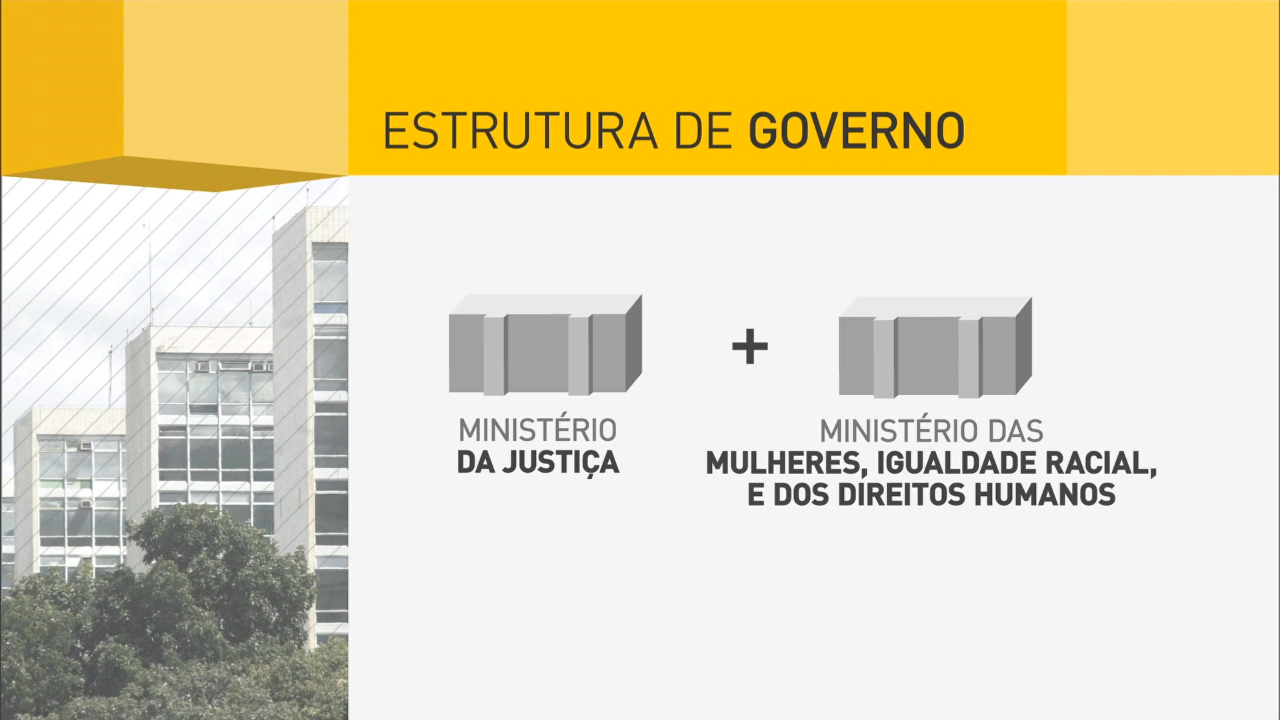 ESTRUTURA DE GOVERNO
+
MINISTÉRIO
DA JUSTIÇA
MINISTÉRIO DAS
MULHERES, IGUALDADE RACIAL,
E DOS DIREITOS HUMANOS